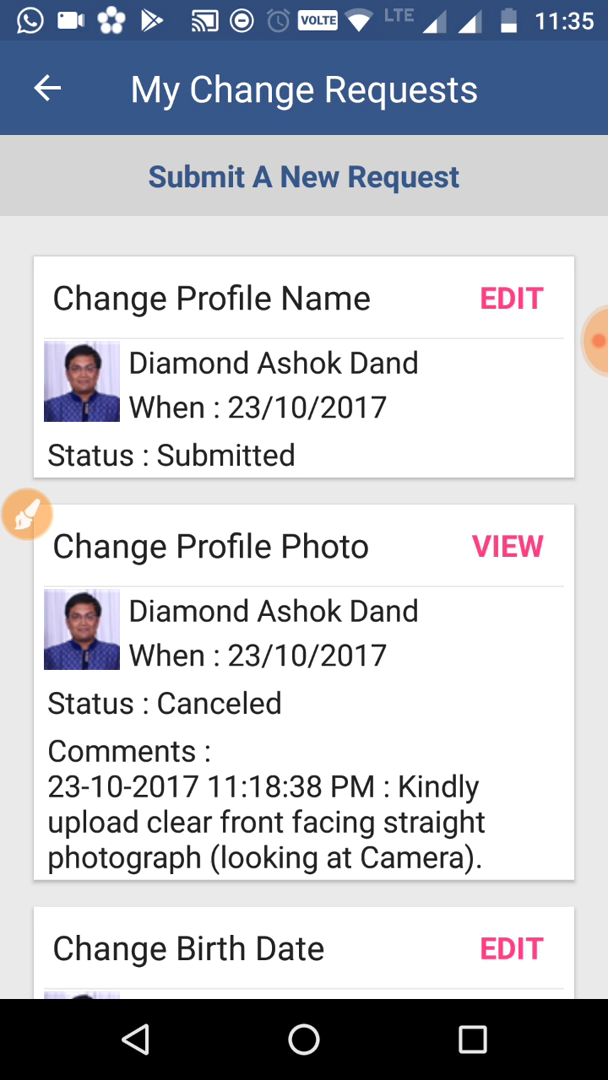 VOLTE LTE 11:35
My Change Requests
Submit A New Request
Change Profile Name EDIT
Diamond Ashok Dand
When : 23/10/2017
Status : Submitted
Change Profile Photo VIEW
Diamond Ashok Dand
When : 23/10/2017
Status : Canceled
Comments :
23-10-2017 11:18:38 PM : Kindly
upload clear front facing straight
photograph (looking at Camera).
Change Birth Date EDIT